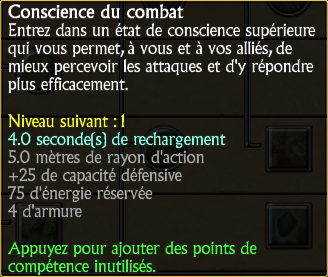 Conscience du combat
Entrez dans un état de conscience supérieure
qui vous permet, à vous et à vos alliés, de
mieux percevoir les attaques et d'y répondre
plus efficacement.
Niveau suivant : 1
4.0 seconde(s) de rechargement
5.0 mètres de rayon d'action
+25 de capacité défensive
75 d'énergie réservée
4 d'armure
Appuyez pour ajouter des points de
compétence inutilisés.